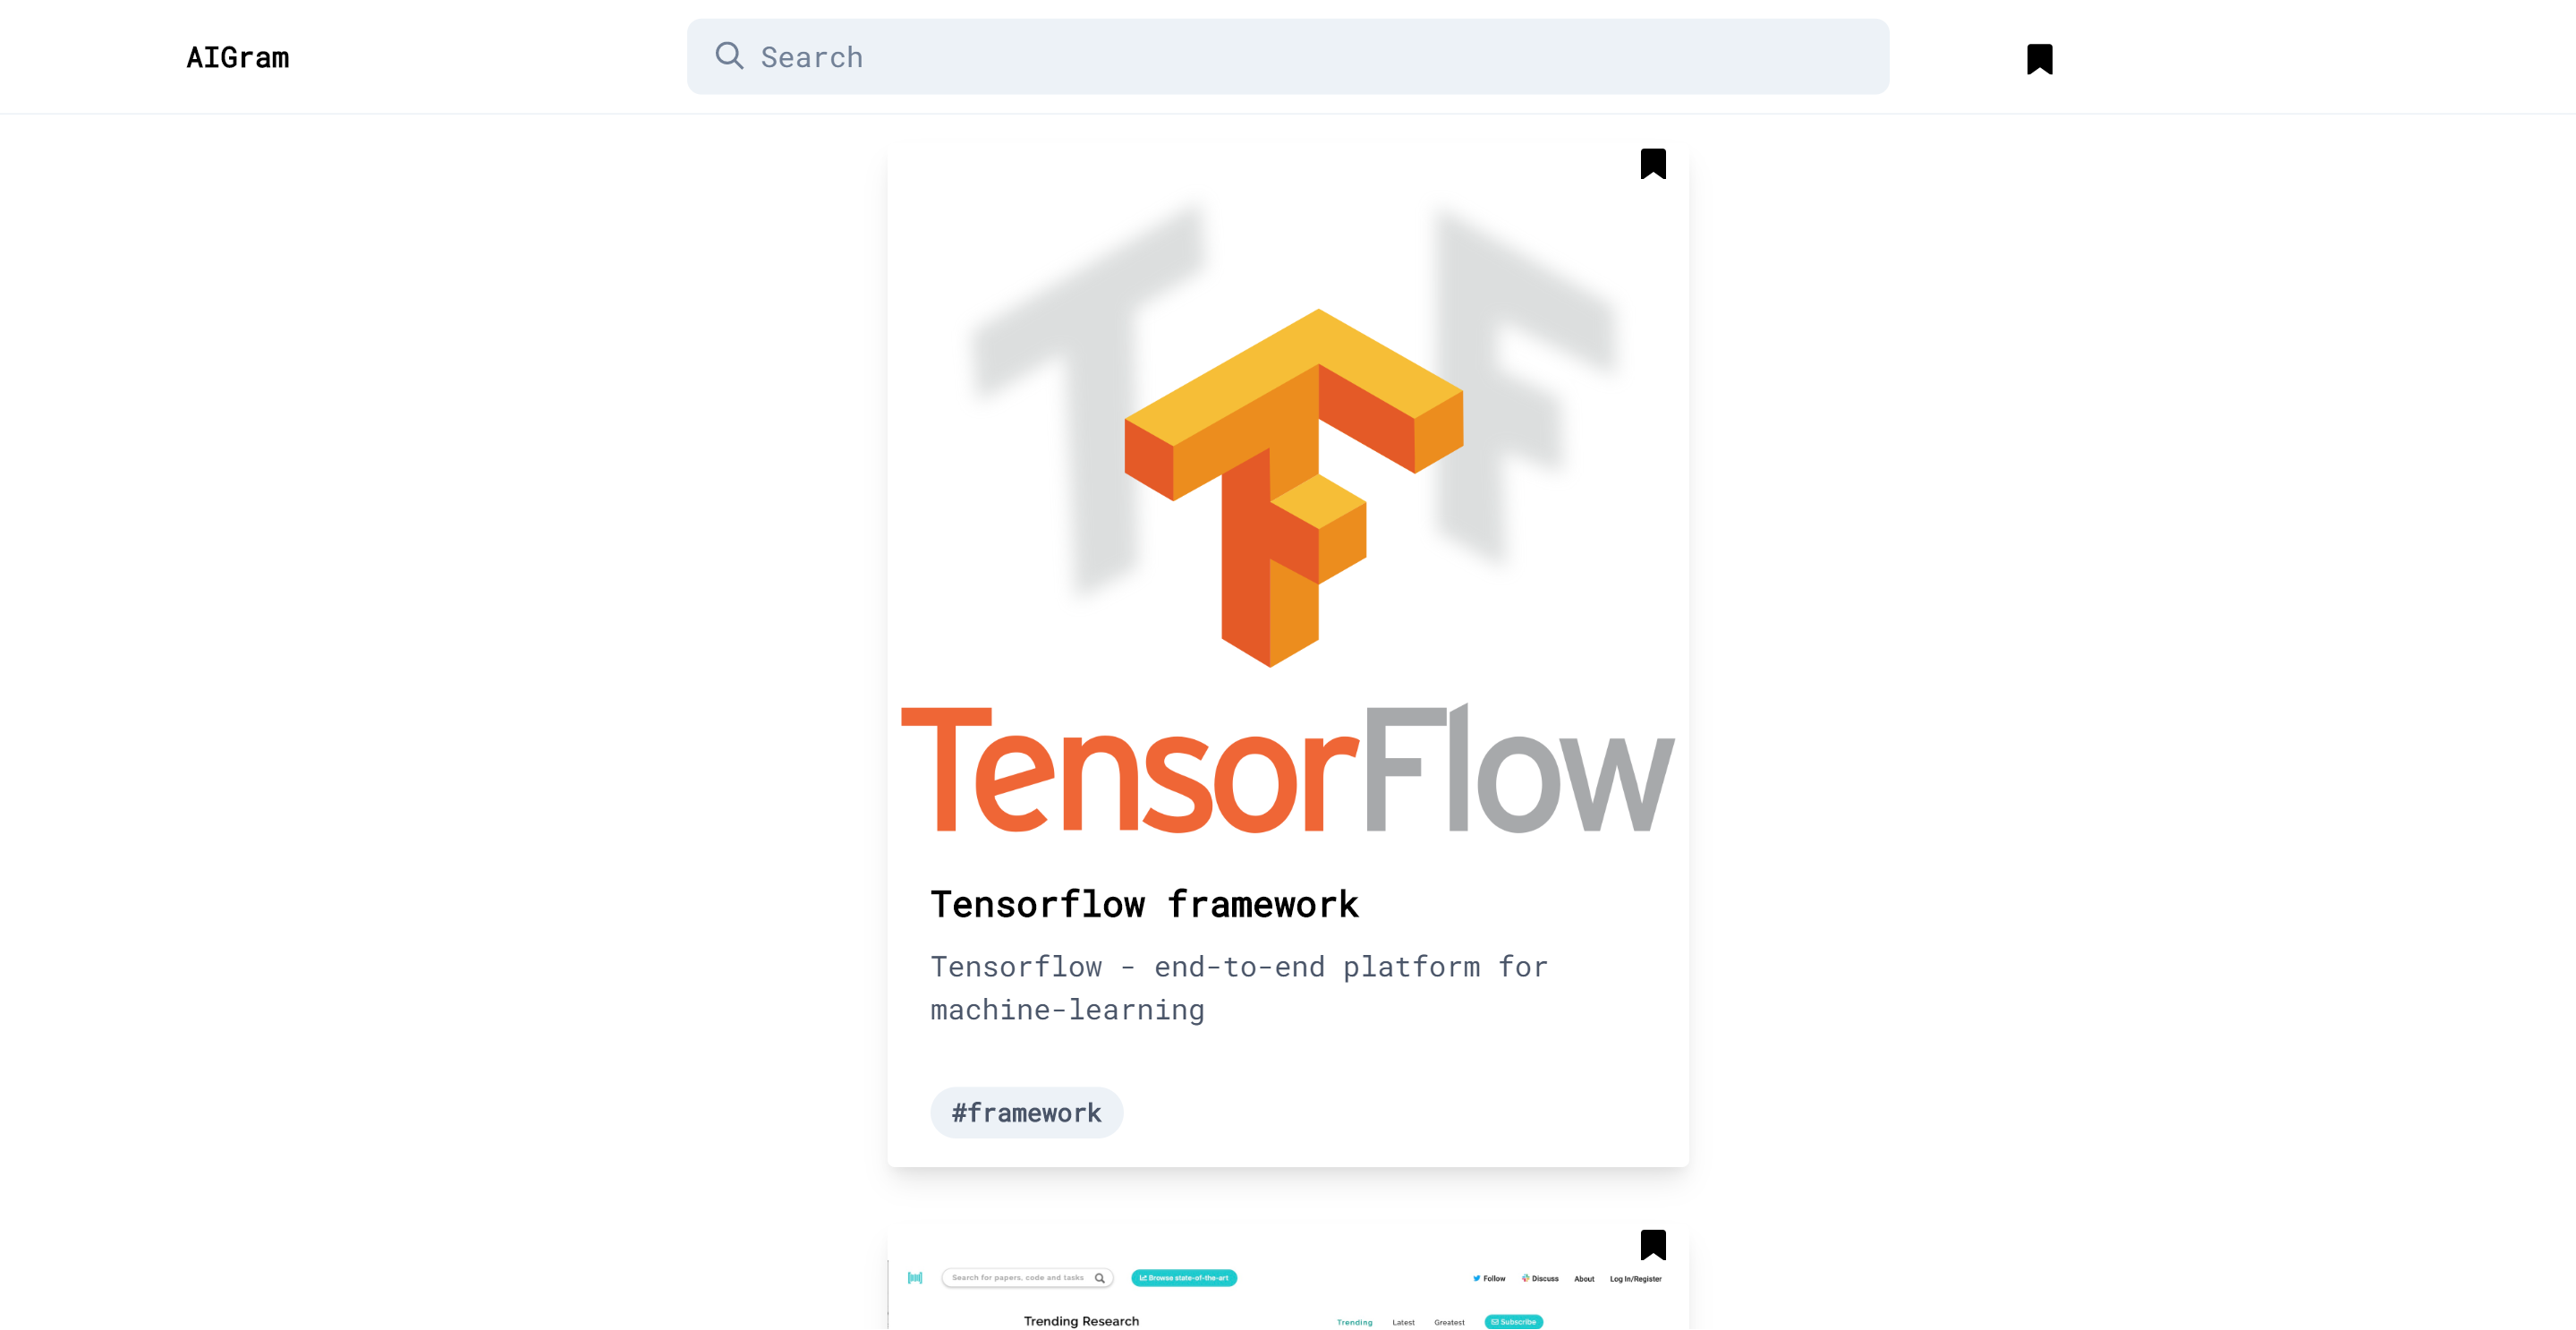 AIGram
Search
TensorFlow
Tensorflow framework
Tensorflow - end-to-end platform for
machine-learning
#framework
Search for papers, code and tasks
Browse state-of-the-art
Follow
Discuss
About
Log In/Register
Trending Research
Trending
Latest
Greatest
Subscribe